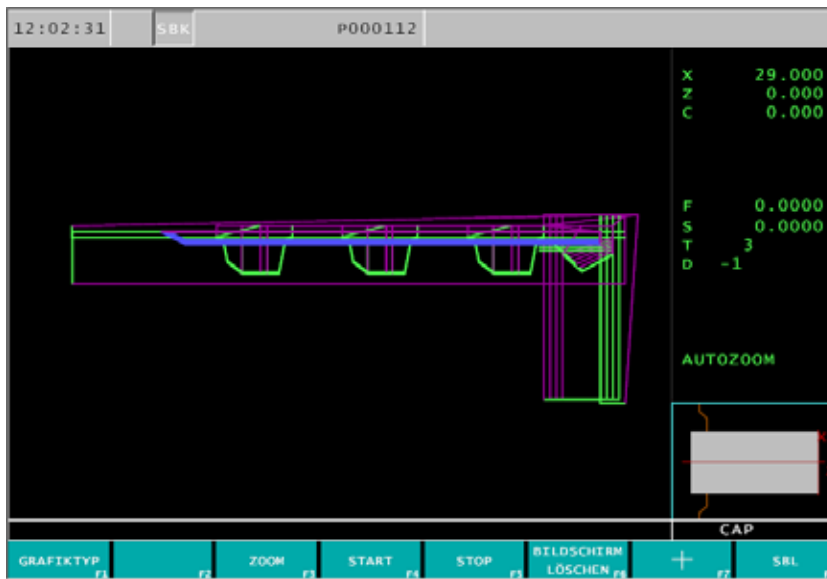 12:02:31 SBK P000112
X 29.000
Z 0.000
C 0.000
F 0.0000
S 0.0000
T 3
D -1
AUTOZOOM
X
CAP
GRAFIKTYP F1
F2
ZOOM F3
START F4
STOP F5
BILDSCHIRM
LÖSCHEN F6
+ F7
SBL